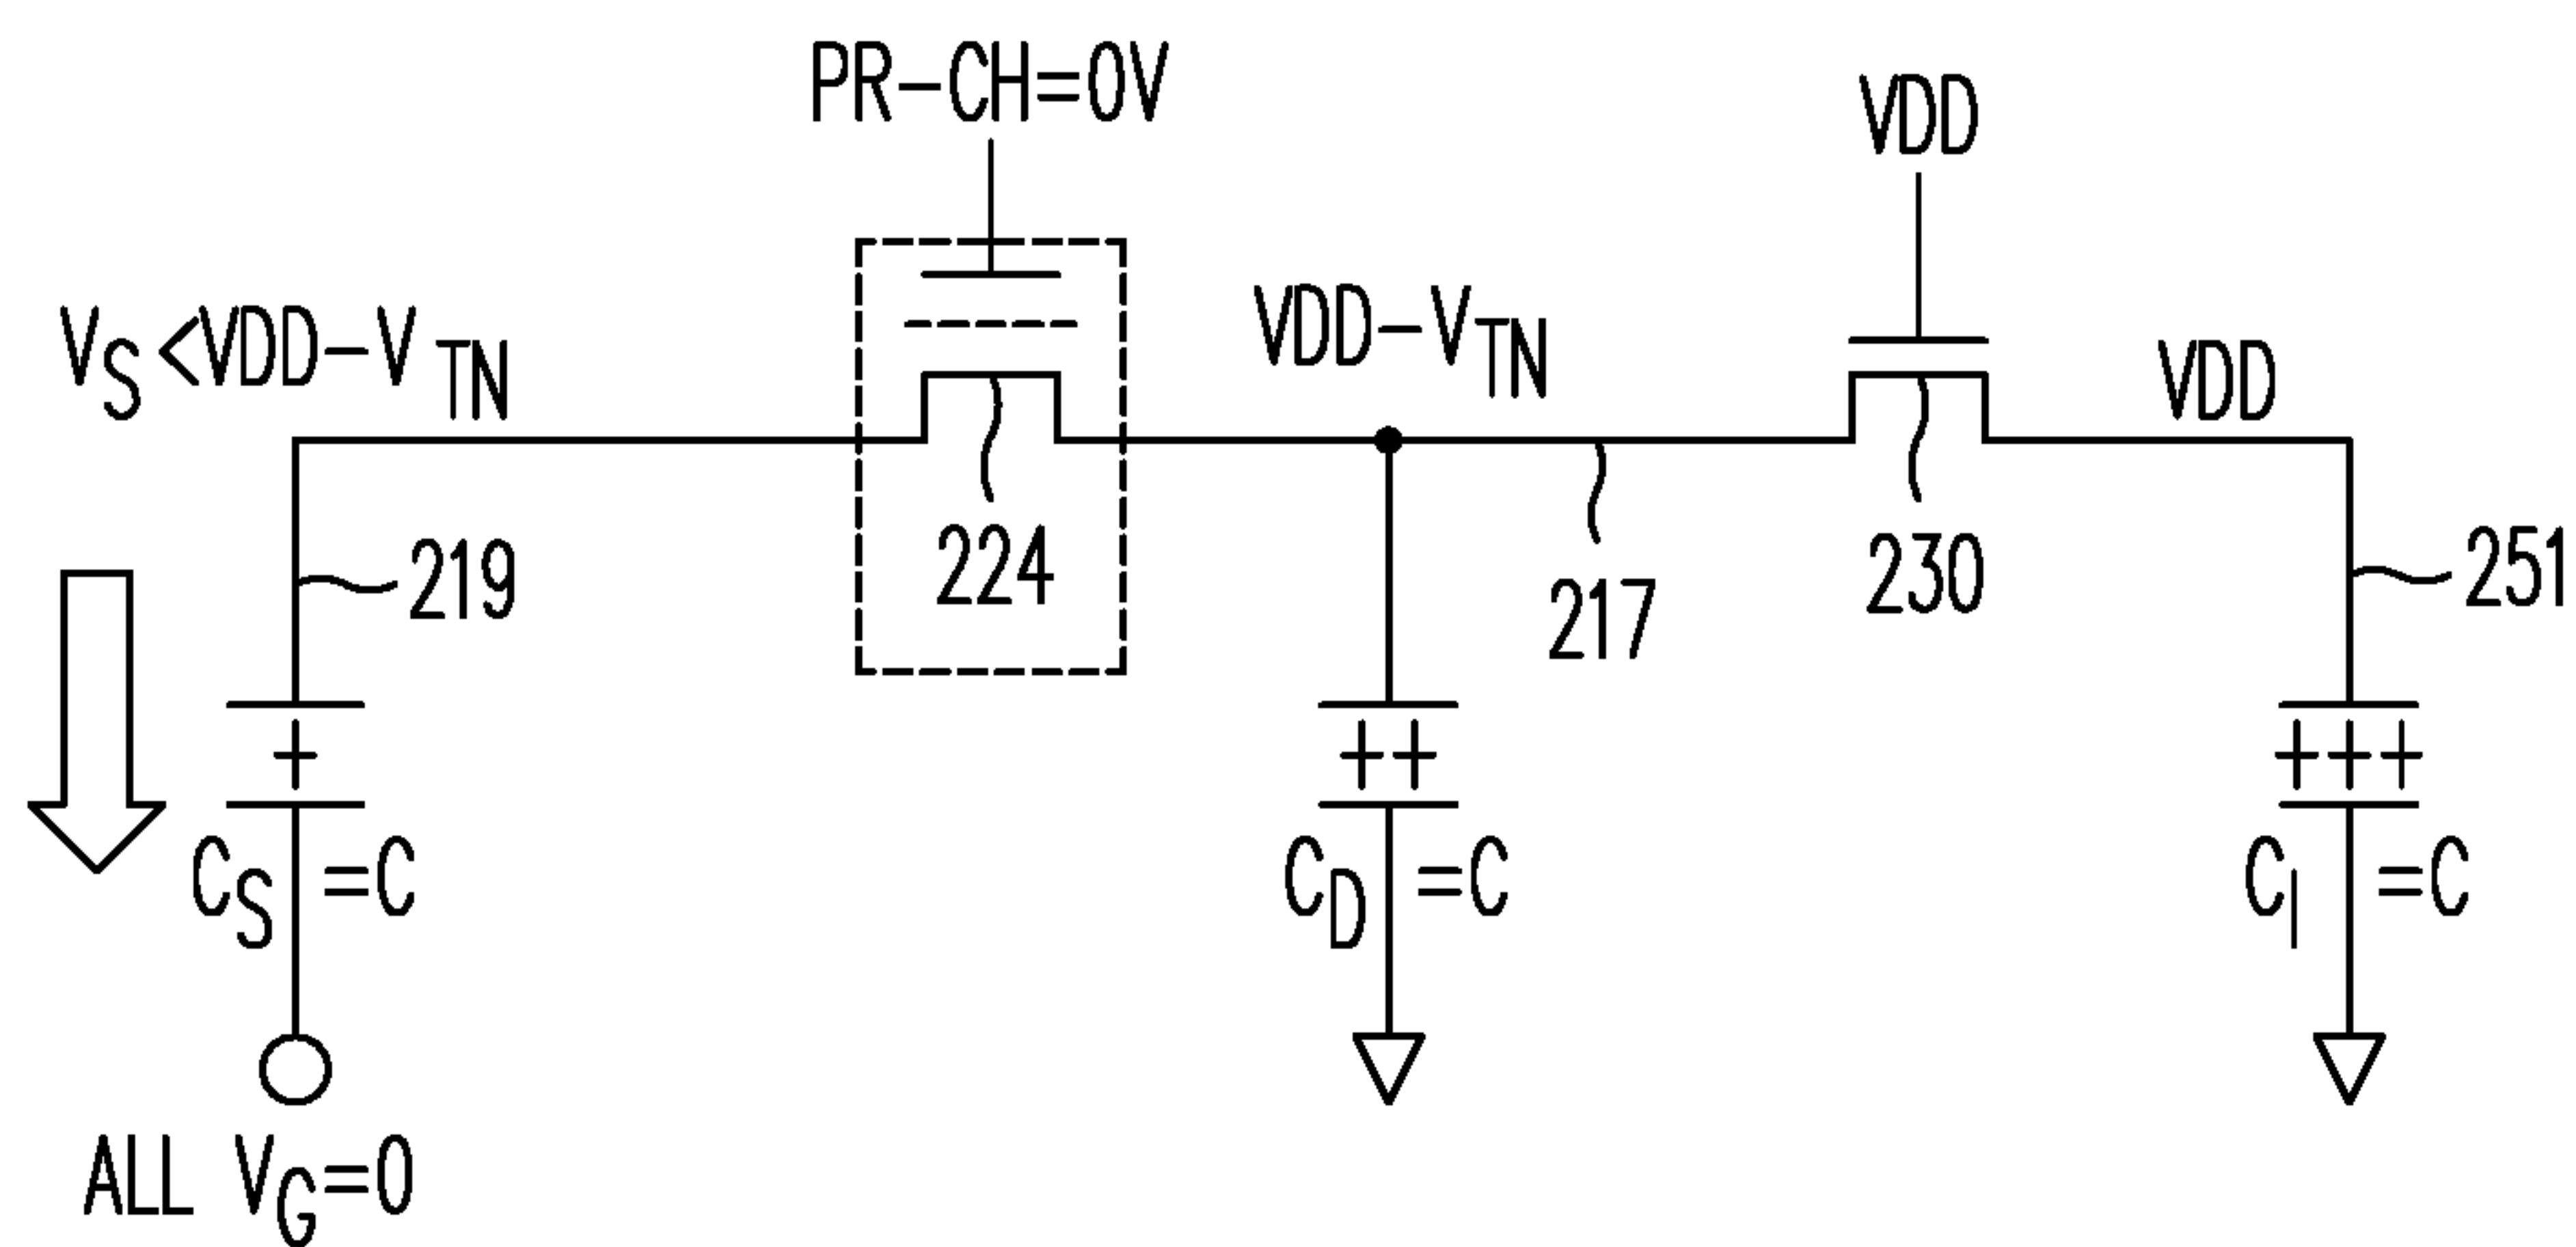 PR-CH=0V
VDD
VS<VDD-VTN
VDD-VTN
VDD
219
224
217
230
251
CS=C
CD=C
CI=C
ALL VG=0